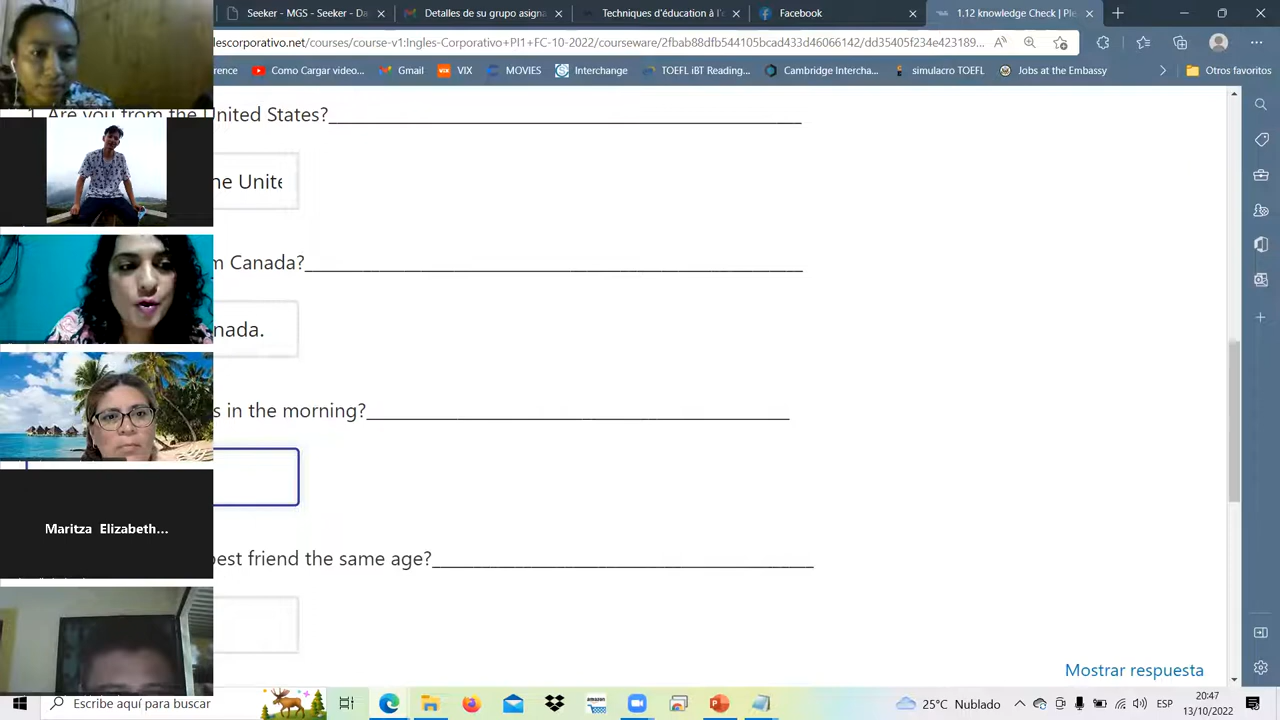 Seeker - MGS - Seeker - Da
Detalles de su grupo asigna
Techniques d'éducation à l'
Facebook
1.12 knowledge Check | Ple
lescorporativo.net/courses/course-v1:Ingles-Corporativo+PI1+FC-10-2022/courseware/2fbab88dfb544105bcad433d46066142/dd35405f234e423189...
rence
Como Cargar video...
Gmail
VIX
MOVIES
Interchange
TOEFL iBT Reading...
Cambridge Intercha...
simulacro TOEFL
Jobs at the Embassy
Otros favoritos
1. Are you from the United States?
he Unite
m Canada?
nada.
s in the morning?
Maritza Elizabeth...
best friend the same age?
Mostrar respuesta
Escribe aquí para buscar
amazon
25°C Nublado
ESP
20:47
13/10/2022